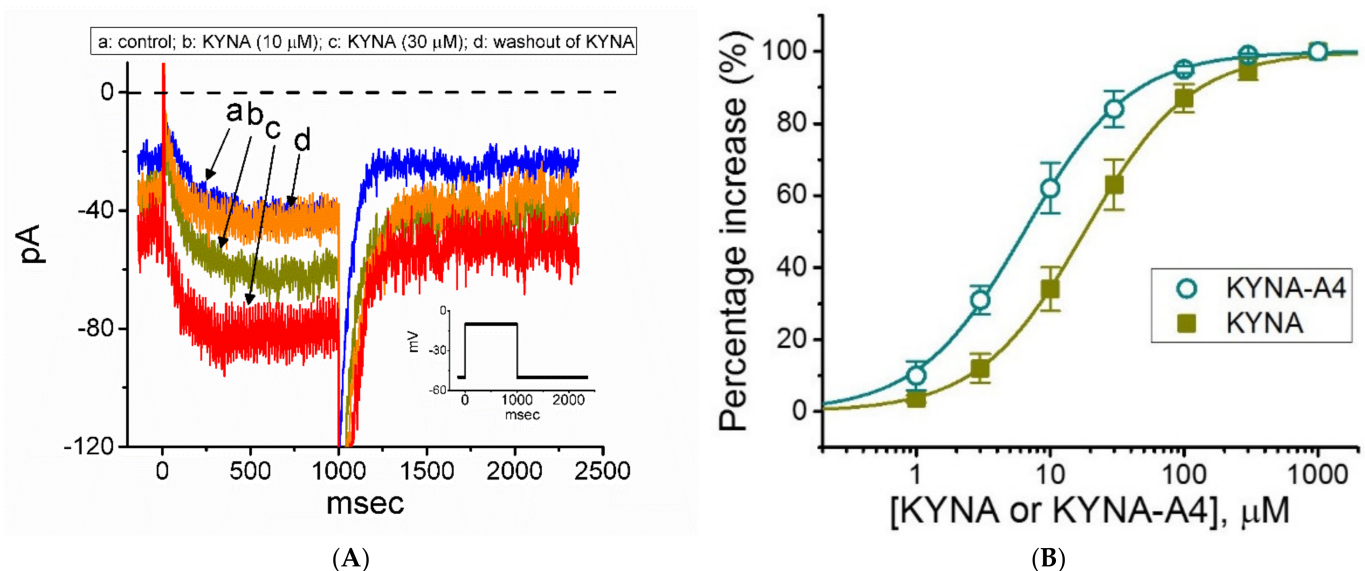 a: control; b: KYNA (10 μM); c: KYNA (30 μM); d: washout of KYNA
0
-40
-80
-120
pA
a
b
c
d
0
-30
-60
mV
0 1000 2000
msec
0 500 1000 1500 2000 2500
msec
(A)
B
Percentage increase (%)
100
80
60
40
20
0
KYNA-A4
KYNA
1 10 100 1000
[KYNA or KYNA-A4], μM
(B)